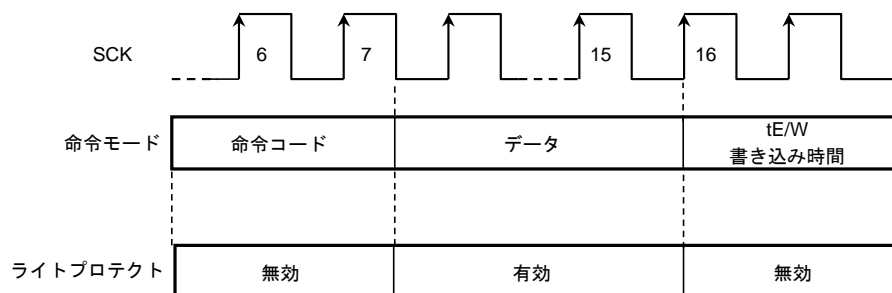 SCK
6
7
15
16
命令モード
命令コード
データ
tE/W
書き込み時間
ライトプロテクト
無効
有効
無効